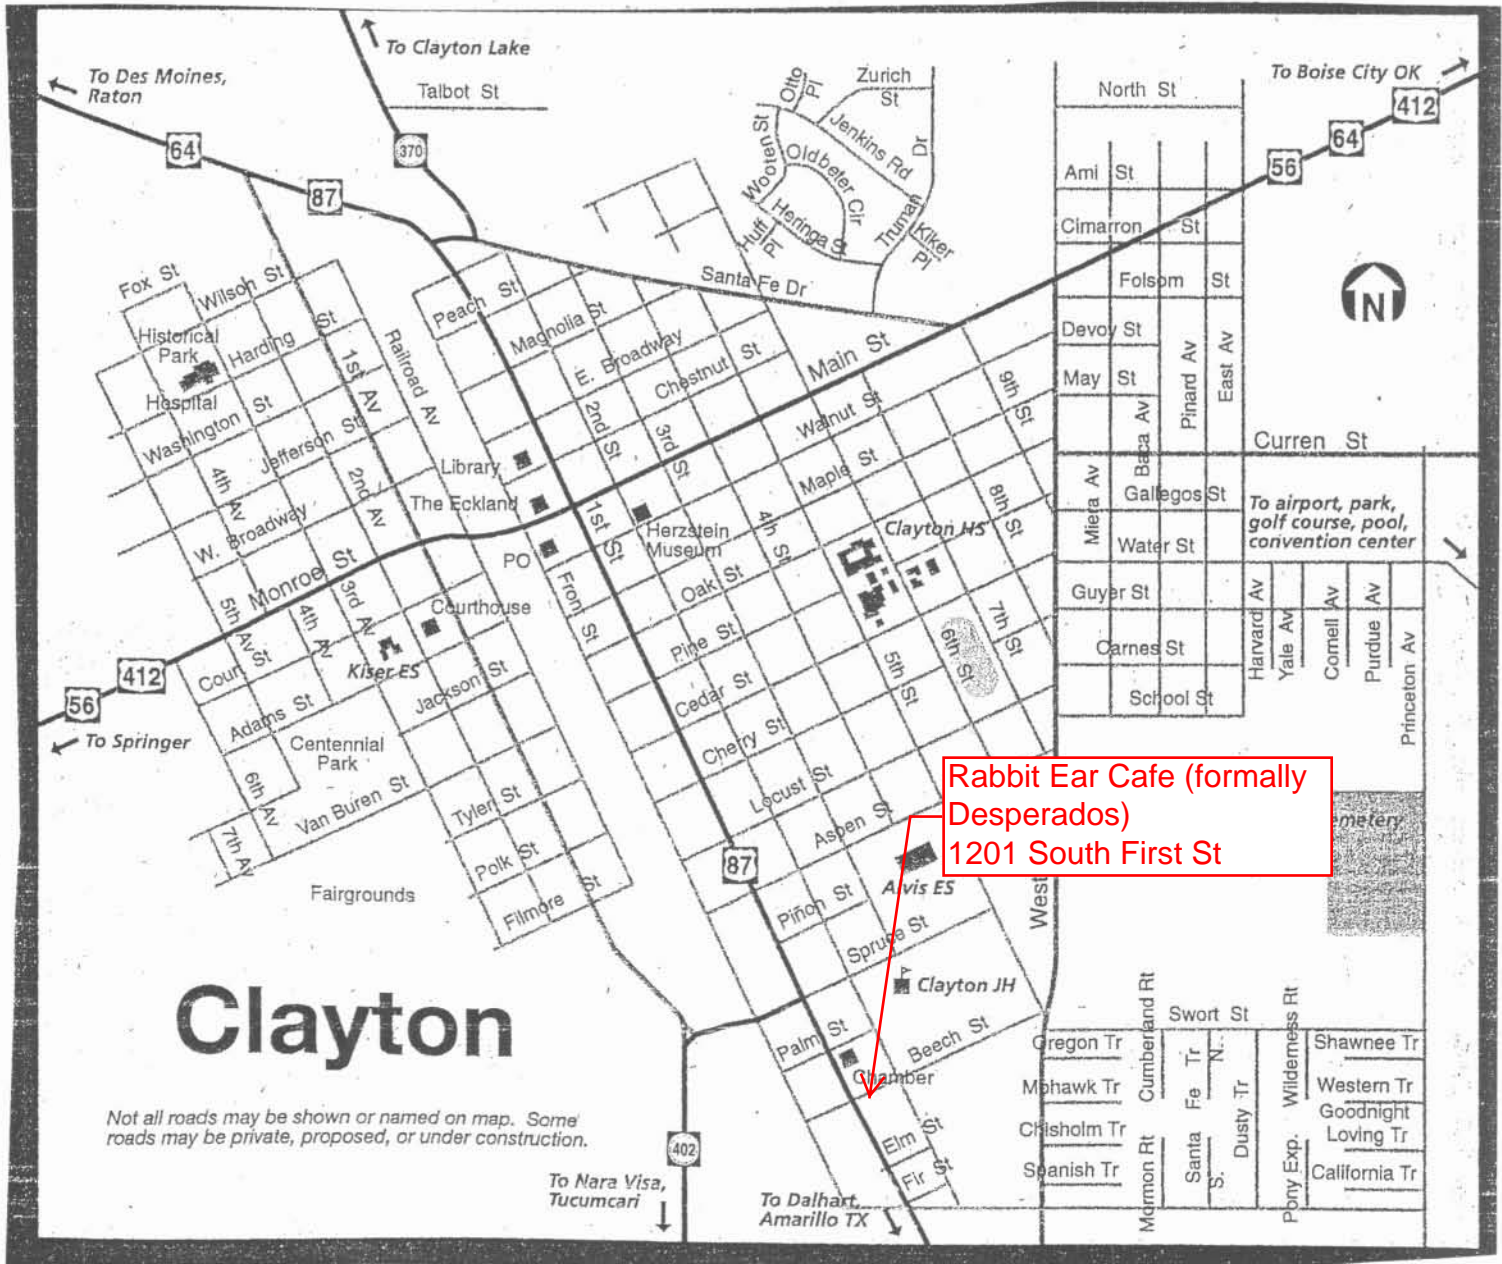 To Clayton Lake
To Des Moines,
Raton
Talbot St
Otto
Pl
Zurich
St
To Boise City OK
412
North St
64
370
64
56
87
Wooten St
Jenkins Rd
Dr
Oldbeter Cir
Ami St
Heringa St
Truman
Huff
Pl
Kiker
Pl
Cimarron St
Fox St
Wilson St
Peach St
Santa Fe Dr
Folsom St
N
Historical
Park
Harding St
Magnolia St
Devoy St
1st Av
Railroad Av
E. Broadway
Chestnut St
Main St
Pinard Av
East Av
Hospital
Washington St
Jefferson St
2nd St
3rd St
Walnut St
9th St
May St
Baca Av
Curren St
4th Av
2nd Av
Library
Maple St
Miera Av
The Eckland
1st St
4th St
8th St
Gallegos St
To airport, park,
golf course, pool,
convention center
W. Broadway
Herzstein
Museum
Clayton HS
Water St
Monroe St
PO
Front St
Oak St
Guyer St
Harvard Av
Yale Av
Cornell Av
Purdue Av
Princeton Av
5th Av
4th Av
3rd Av
Courthouse
Pine St
7th St
6th St
5th St
Carnes St
Court St
Kiser ES
412
56
Jackson St
Cedar St
School St
Adams St
To Springer
Centennial
Park
Cherry St
6th Av
Van Buren St
Tyler St
Locust St
Rabbit Ear Cafe (formally
Desperados)
1201 South First St
emetery
7th Av
Polk St
87
Aspen St
Alvis ES
West
Fairgrounds
Filmore St
Piñon St
Spruce St
Clayton JH
Clayton
Palm St
Beech St
Chamber
Swort St
Cumberland Rt
Wilderness Rt
Oregon Tr
Shawnee Tr
Santa Fe Tr N.
Dusty Tr
Mohawk Tr
Western Tr
Goodnight
Loving Tr
Not all roads may be shown or named on map. Some
roads may be private, proposed, or under construction.
Chisholm Tr
Elm St
402
Mormon Rt
Santa
S.
Pony Exp.
Spanish Tr
California Tr
Fir St
To Nara Visa,
Tucumcari
To Dalhart,
Amarillo TX